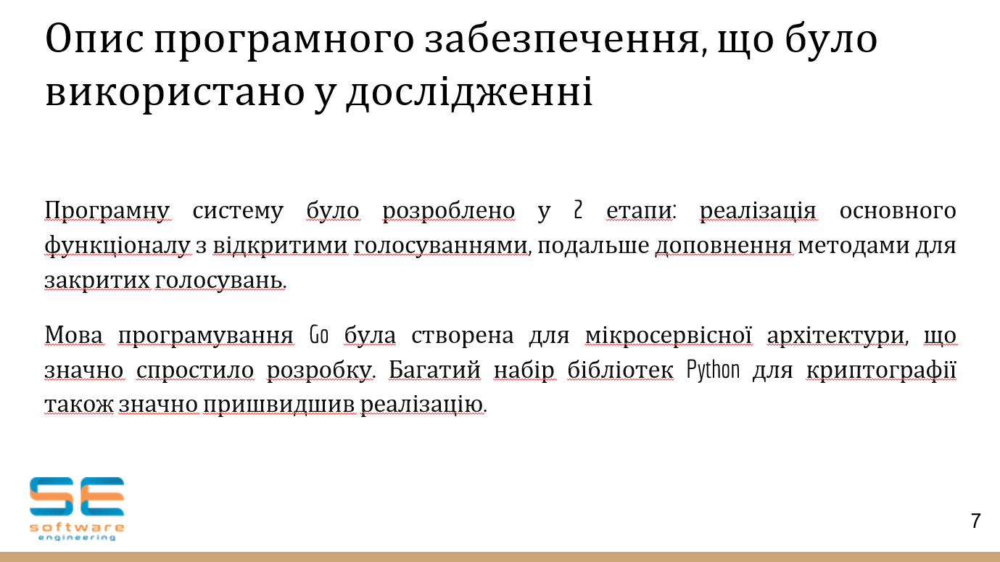 Опис програмного забезпечення, що було
використано у дослідженні
Програмну систему було розроблено у 2 етапи: реалізація основного
функціоналу з відкритими голосуваннями, подальше доповнення методами для
закритих голосувань.
Мова програмування Go була створена для мікросервісної архітектури, що
значно спростило розробку. Багатий набір бібліотек Python для криптографії
також значно пришвидшив реалізацію.
SE
software
engineering
7